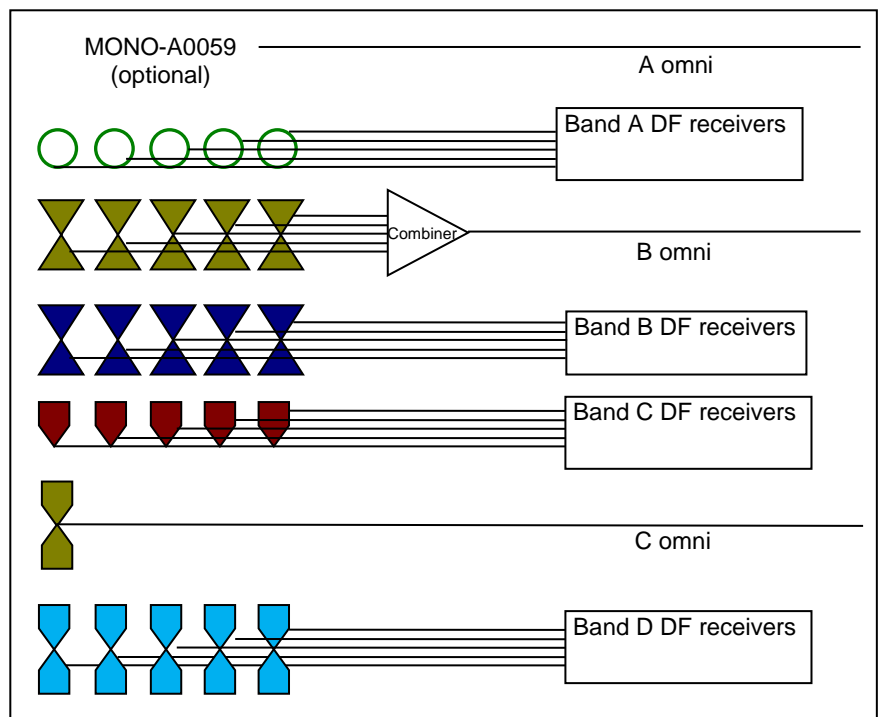 MONO-A0059
(optional)
A omni
Band A DF receivers
Combiner
B omni
Band B DF receivers
Band C DF receivers
C omni
Band D DF receivers